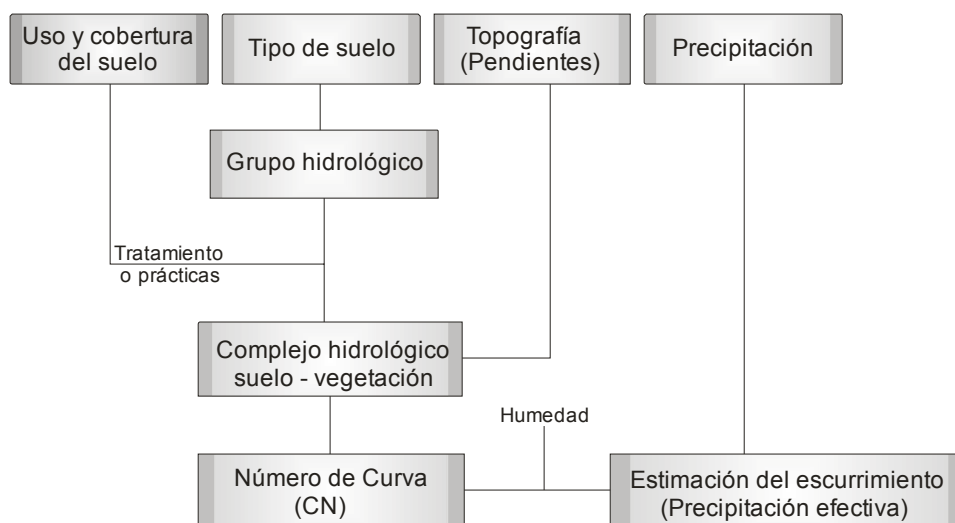 Uso y cobertura
del suelo
Tipo de suelo
Topografía
(Pendientes)
Precipitación
Grupo hidrológico
Tratamiento
o prácticas
Complejo hidrológico
suelo - vegetación
Humedad
Número de Curva
(CN)
Estimación del escurrimiento
(Precipitación efectiva)